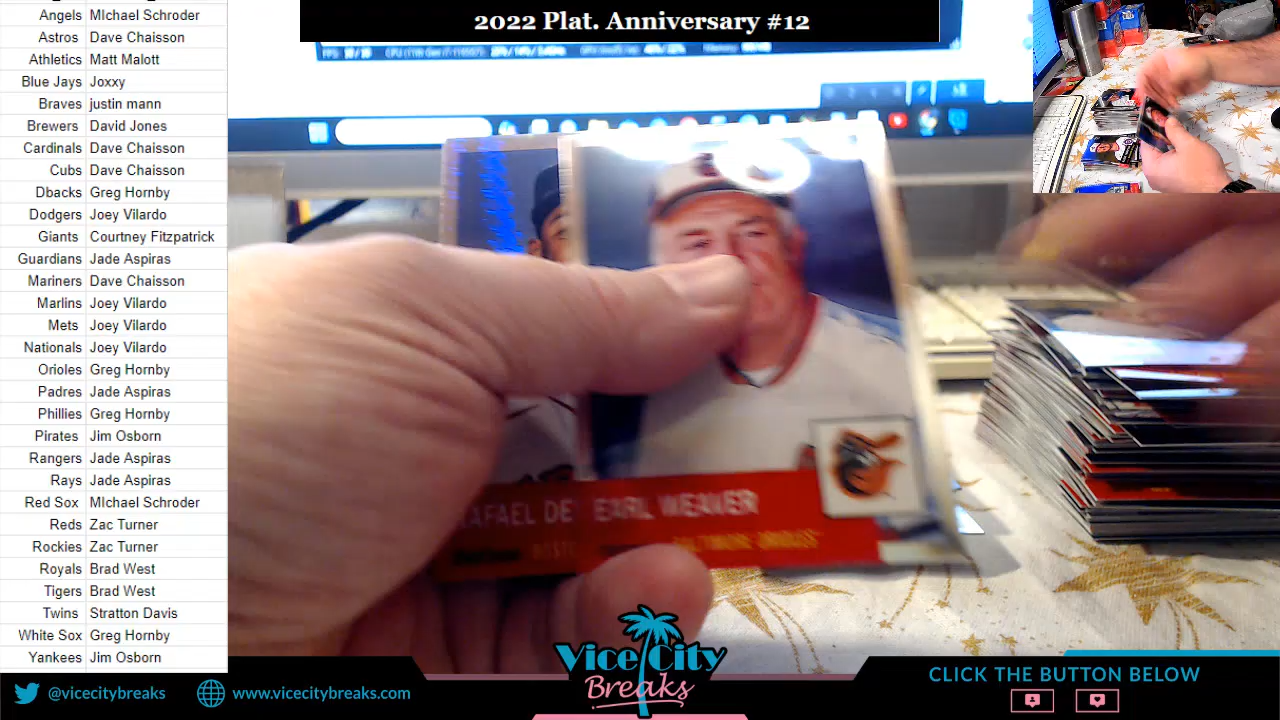 2022 Plat. Anniversary #12
Angels MIchael Schroder
Astros Dave Chaisson
Athletics Matt Malott
Blue Jays Joxxy
Braves justin mann
Brewers David Jones
Cardinals Dave Chaisson
Cubs Dave Chaisson
Dbacks Greg Hornby
Dodgers Joey Vilardo
Giants Courtney Fitzpatrick
Guardians Jade Aspiras
Mariners Dave Chaisson
Marlins Joey Vilardo
Mets Joey Vilardo
Nationals Joey Vilardo
Orioles Greg Hornby
Padres Jade Aspiras
Phillies Greg Hornby
Pirates Jim Osborn
Rangers Jade Aspiras
Rays Jade Aspiras
Red Sox MIchael Schroder
Reds Zac Turner
Rockies Zac Turner
Royals Brad West
Tigers Brad West
Twins Stratton Davis
White Sox Greg Hornby
Yankees Jim Osborn
RAFAEL DE
EARL WEAVER
BALTIMORE ORIOLES
@vicecitybreaks
www.vicecitybreaks.com
Vice City
Breaks
CLICK THE BUTTON BELOW